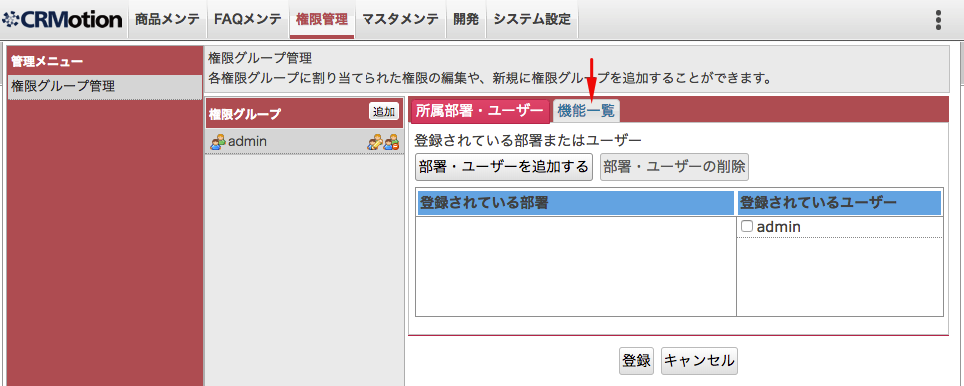 CRMotion 商品メンテ FAQメンテ 権限管理 マスタメンテ 開発 システム設定
管理メニュー
権限グループ管理
権限グループ管理
各権限グループに割り当てられた権限の編集や、新規に権限グループを追加することができます。
権限グループ 追加
admin
所属部署・ユーザー 機能一覧
登録されている部署またはユーザー
部署・ユーザーを追加する 部署・ユーザーの削除
登録されている部署 登録されているユーザー
admin
登録 キャンセル